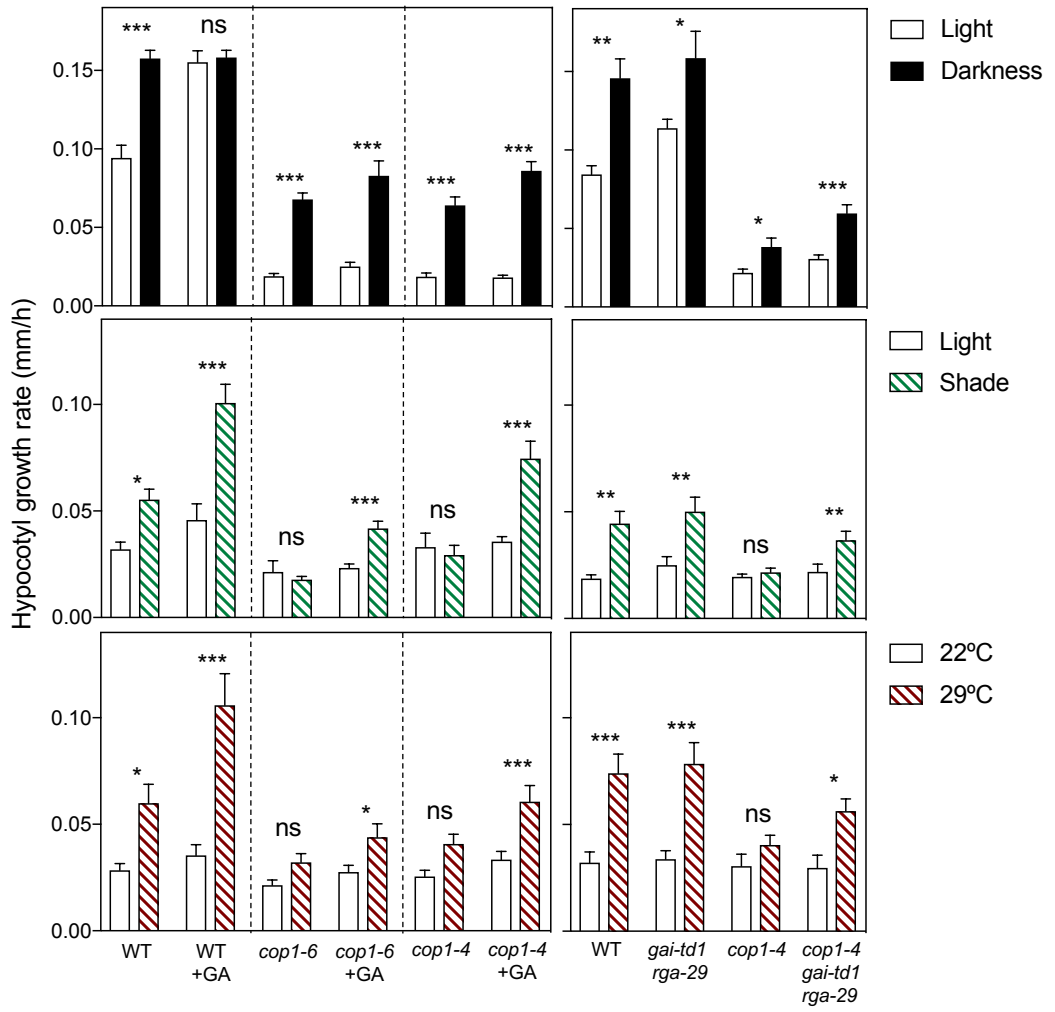 Hypocotyl growth rate (mm/h)
0.15
0.10
0.05
0.00
*** ns *** *** *** ***
** * * ***
Light
Darkness
0.10
0.05
0.00
* *** ns *** ns ***
** ** ns **
Light
Shade
0.10
0.05
0.00
* *** ns * ns ***
*** *** ns *
22ºC
29ºC
WT WT cop1-6 cop1-6 cop1-4 cop1-4
+GA +GA +GA
WT gai-td1 cop1-4 cop1-4
rga-29 gai-td1
rga-29